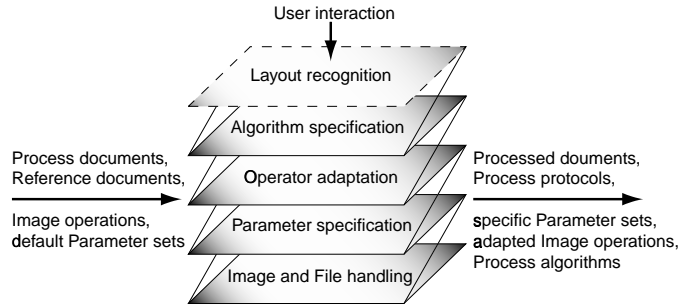 User interaction
Layout recognition
Algorithm specification
Operator adaptation
Parameter specification
Image and File handling
Process documents,
Reference documents,
Image operations,
default Parameter sets
Processed douments,
Process protocols,
specific Parameter sets,
adapted Image operations,
Process algorithms